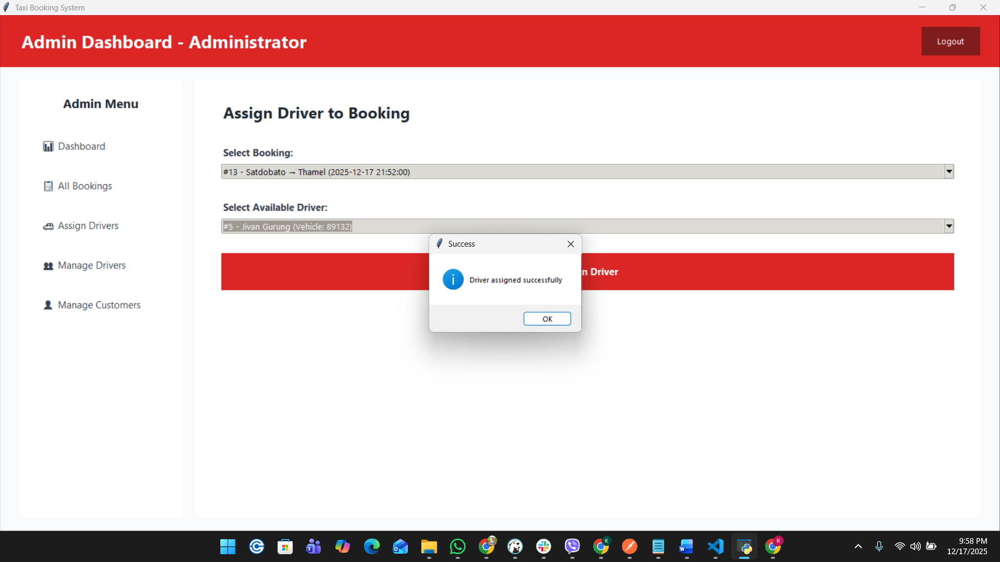 Taxi Booking System
Admin Dashboard - Administrator
Logout
Admin Menu
Dashboard
All Bookings
Assign Drivers
Manage Drivers
Manage Customers
Assign Driver to Booking
Select Booking:
#13 - Satdobato → Thamel (2025-12-17 21:52:00)
Select Available Driver:
#5 - Jivan Gurung (Vehicle: 89132)
n Driver
Success
Driver assigned successfully
OK
9:58 PM
12/17/2025